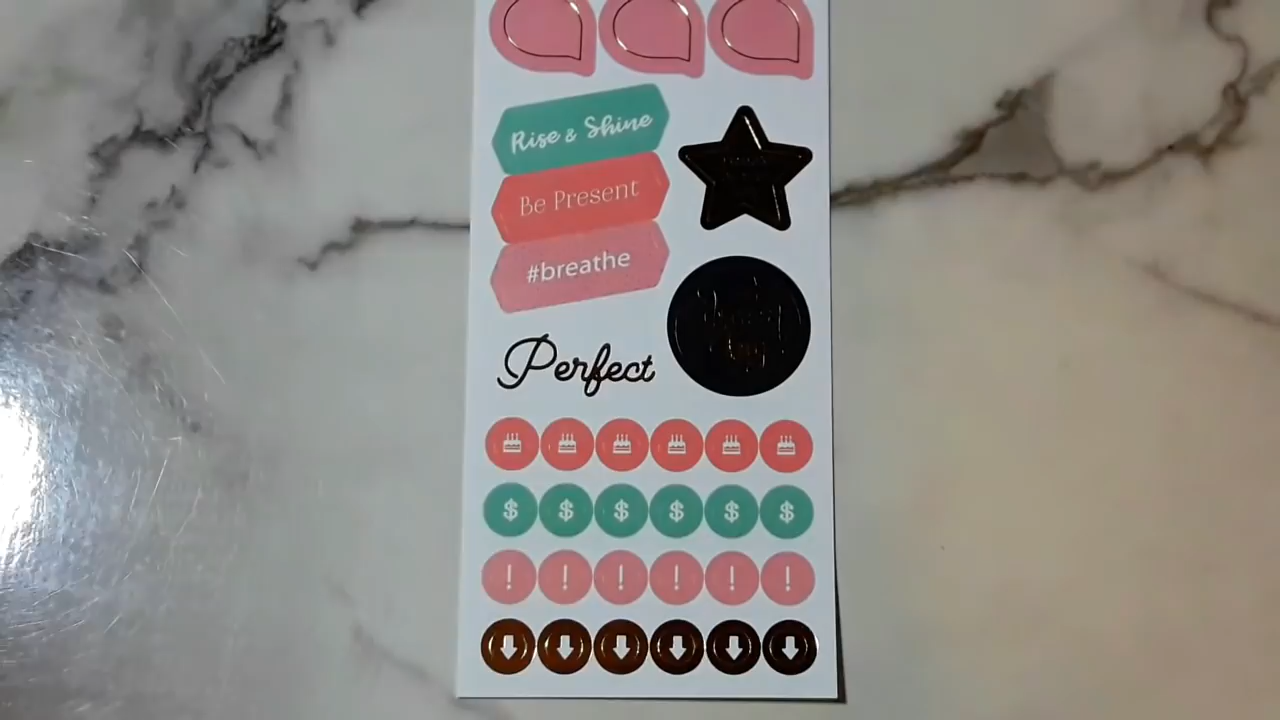 Rise & Shine
Be Present
#breathe
Perfect
$ $ $ $ $ $
! ! ! ! ! !